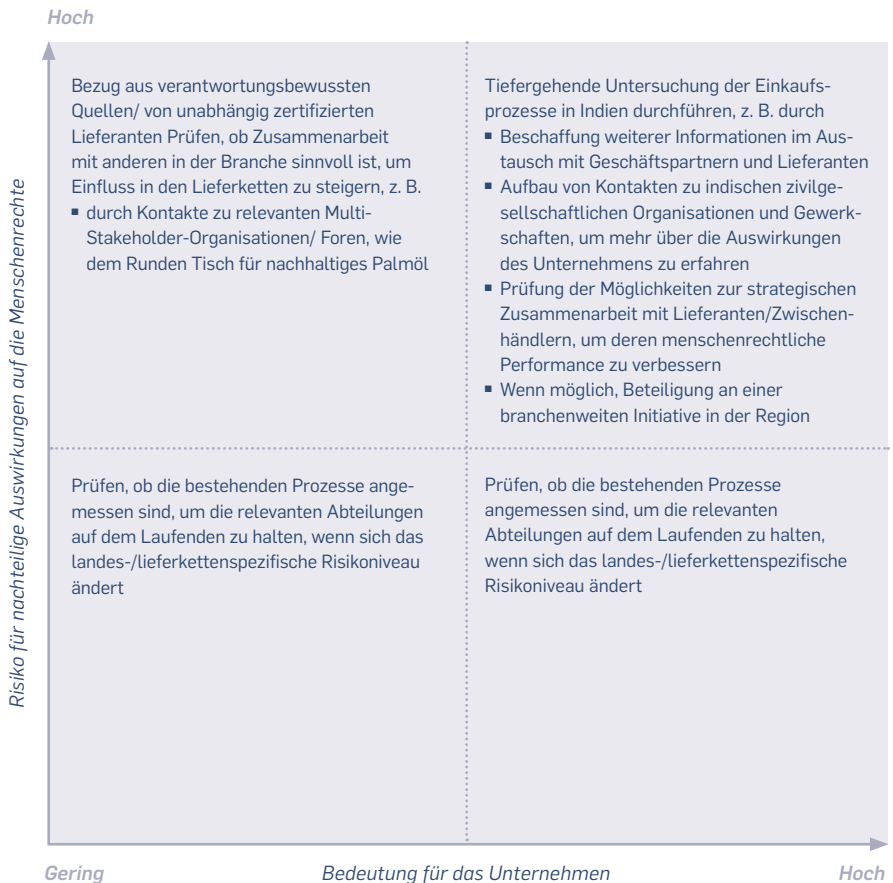 Hoch
Risiko für nachteilige Auswirkungen auf die Menschenrechte
Bezug aus verantwortungsbewussten
Quellen/ von unabhängig zertifizierten
Lieferanten Prüfen, ob Zusammenarbeit
mit anderen in der Branche sinnvoll ist, um
Einfluss in den Lieferketten zu steigern, z. B.
▪ durch Kontakte zu relevanten Multi-
Stakeholder-Organisationen/ Foren, wie
dem Runden Tisch für nachhaltiges Palmöl
Tiefergehende Untersuchung der Einkaufs-
prozesse in Indien durchführen, z. B. durch
▪ Beschaffung weiterer Informationen im Aus-
tausch mit Geschäftspartnern und Lieferanten
▪ Aufbau von Kontakten zu indischen zivilge-
sellschaftlichen Organisationen und Gewerk-
schaften, um mehr über die Auswirkungen
des Unternehmens zu erfahren
▪ Prüfung der Möglichkeiten zur strategischen
Zusammenarbeit mit Lieferanten/Zwischen-
händlern, um deren menschenrechtliche
Performance zu verbessern
▪ Wenn möglich, Beteiligung an einer
branchenweiten Initiative in der Region
Prüfen, ob die bestehenden Prozesse ange-
messen sind, um die relevanten Abteilungen
auf dem Laufenden zu halten, wenn sich das
landes-/lieferkettenspezifische Risikoniveau
ändert
Prüfen, ob die bestehenden Prozesse
angemessen sind, um die relevanten
Abteilungen auf dem Laufenden zu halten,
wenn sich das landes-/lieferkettenspezifische
Risikoniveau ändert
Gering
Bedeutung für das Unternehmen
Hoch